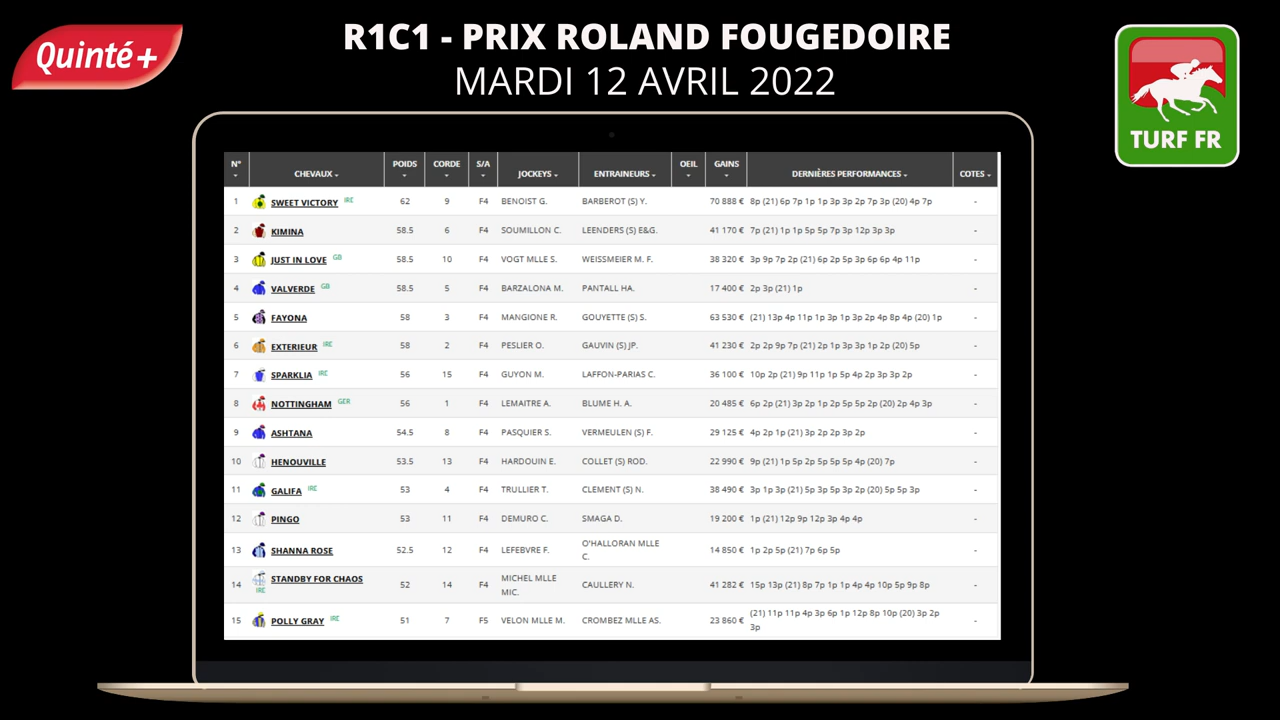 Quinté+
R1C1 - PRIX ROLAND FOUGEDOIRE
MARDI 12 AVRIL 2022
TURF FR
N° CHEVAUX POIDS CORDE S/A JOCKEYS ENTRAINEURS OEIL GAINS DERNIÈRES PERFORMANCES COTES
1 SWEET VICTORY IRE 62 9 F4 BENOIST G. BARBEROT (S) Y. 70 888 € 8p (21) 6p 7p 1p 1p 3p 3p 2p 7p 3p (20) 4p 7p -
2 KIMINA 58.5 6 F4 SOUMILLON C. LEENDERS (S) E&G. 41 170 € 7p (21) 1p 1p 5p 5p 7p 3p 12p 3p 3p -
3 JUST IN LOVE GB 58.5 10 F4 VOGT MLLE S. WEISSMEIER M. F. 38 320 € 3p 9p 7p 2p (21) 6p 2p 5p 3p 6p 6p 4p 11p -
4 VALVERDE GB 58.5 5 F4 BARZALONA M. PANTALL HA. 17 400 € 2p 3p (21) 1p -
5 FAYONA 58 3 F4 MANGIONE R. GOUYETTE (S) S. 63 530 € (21) 13p 4p 11p 1p 3p 1p 3p 2p 4p 8p 4p (20) 1p -
6 EXTERIEUR IRE 58 2 F4 PESLIER O. GAUVIN (S) JP. 41 230 € 2p 2p 9p 7p (21) 2p 1p 3p 3p 1p 2p (20) 5p -
7 SPARKLIA IRE 56 15 F4 GUYON M. LAFFON-PARIAS C. 36 100 € 10p 2p (21) 9p 11p 1p 5p 4p 2p 3p 3p 2p -
8 NOTTINGHAM GER 56 1 F4 LEMAITRE A. BLUME H. A. 20 485 € 6p 2p (21) 3p 2p 1p 2p 5p 5p 2p (20) 2p 4p 3p -
9 ASHTANA 54.5 8 F4 PASQUIER S. VERMEULEN (S) F. 29 125 € 4p 2p 1p (21) 3p 2p 2p 3p 2p -
10 HENOUVILLE 53.5 13 F4 HARDOUIN E. COLLET (S) ROD. 22 990 € 9p (21) 1p 5p 2p 5p 5p 5p 4p (20) 7p -
11 GALIFA IRE 53 4 F4 TRULLIER T. CLEMENT (S) N. 38 490 € 3p 1p 3p (21) 5p 3p 5p 3p 2p (20) 5p 5p 3p -
12 PINGO 53 11 F4 DEMURO C. SMAGA D. 19 200 € 1p (21) 12p 9p 12p 3p 4p 4p -
13 SHANNA ROSE 52.5 12 F4 LEFEBVRE F. O'HALLORAN MLLE C. 14 850 € 1p 2p 5p (21) 7p 6p 5p -
14 STANDBY FOR CHAOS IRE 52 14 F4 MICHEL MLLE MIC. CAULLERY N. 41 282 € 15p 13p (21) 8p 7p 1p 1p 4p 4p 10p 5p 9p 8p -
15 POLLY GRAY IRE 51 7 F5 VELON MLLE M. CROMBEZ MLLE AS. 23 860 € (21) 11p 11p 4p 3p 6p 1p 12p 8p 10p (20) 3p 2p 3p -